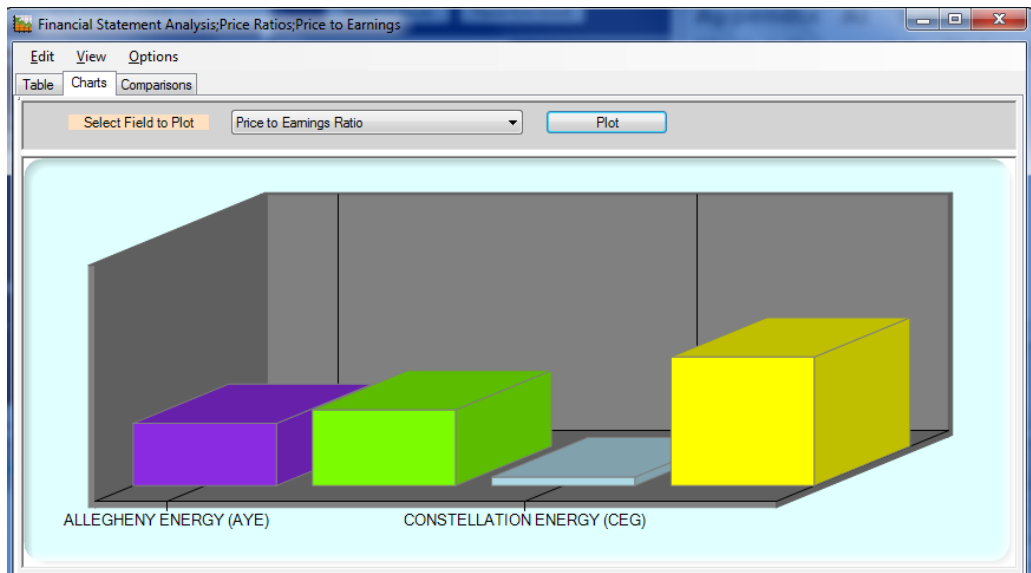 Financial Statement Analysis;Price Ratios;Price to Earnings
Edit View Options
Table Charts Comparisons
Select Field to Plot Price to Earnings Ratio Plot
ALLEGHENY ENERGY (AYE) CONSTELLATION ENERGY (CEG)